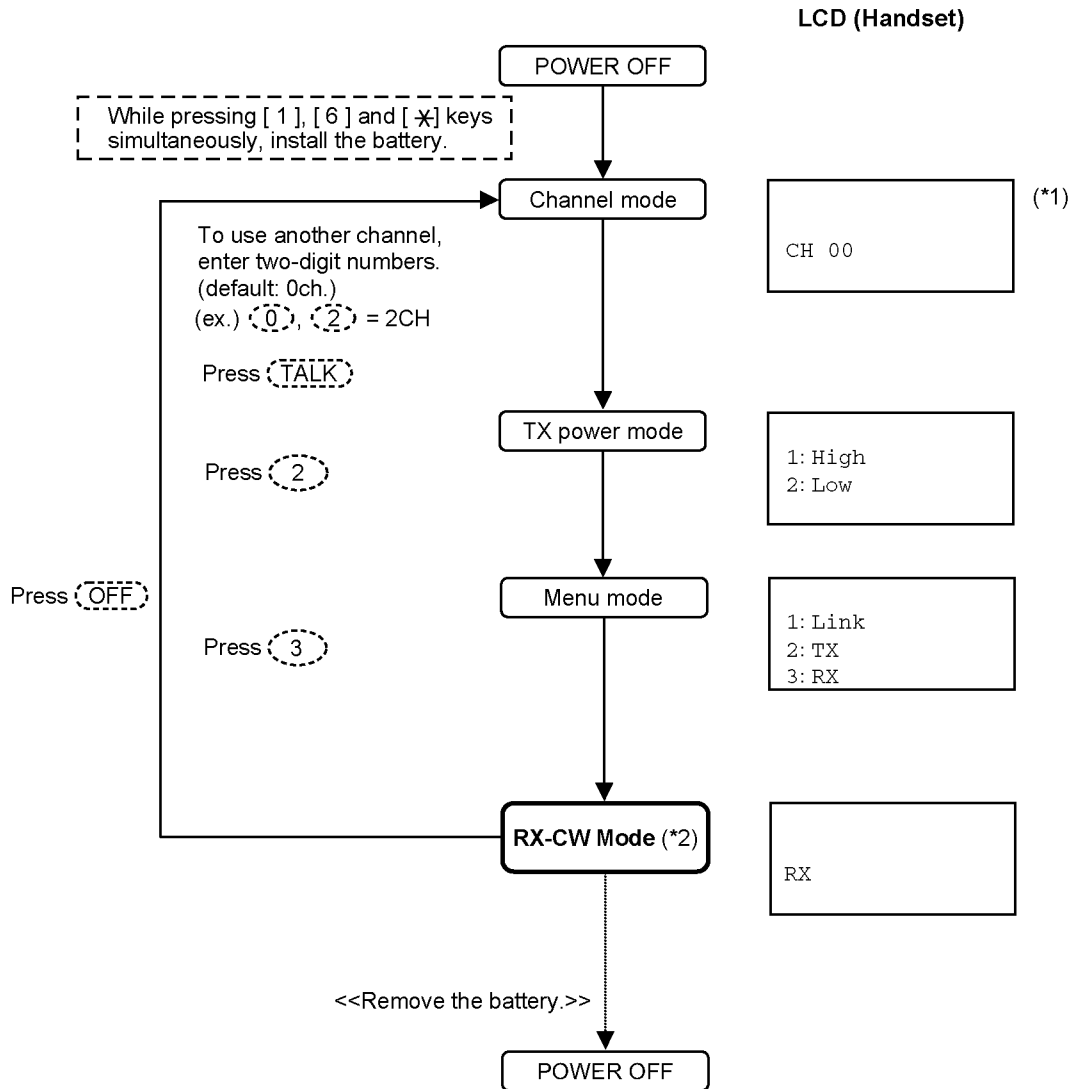 LCD (Handset)
POWER OFF
While pressing [ 1 ], [ 6 ] and [ ✳ ] keys
simultaneously, install the battery.
Channel mode
(*1)
To use another channel,
enter two-digit numbers.
(default: 0ch.)
(ex.) 0, 2 = 2CH
CH 00
Press TALK
TX power mode
1: High
2: Low
Press 2
Press OFF
Menu mode
1: Link
2: TX
3: RX
Press 3
RX-CW Mode (*2)
RX
<<Remove the battery.>>
POWER OFF